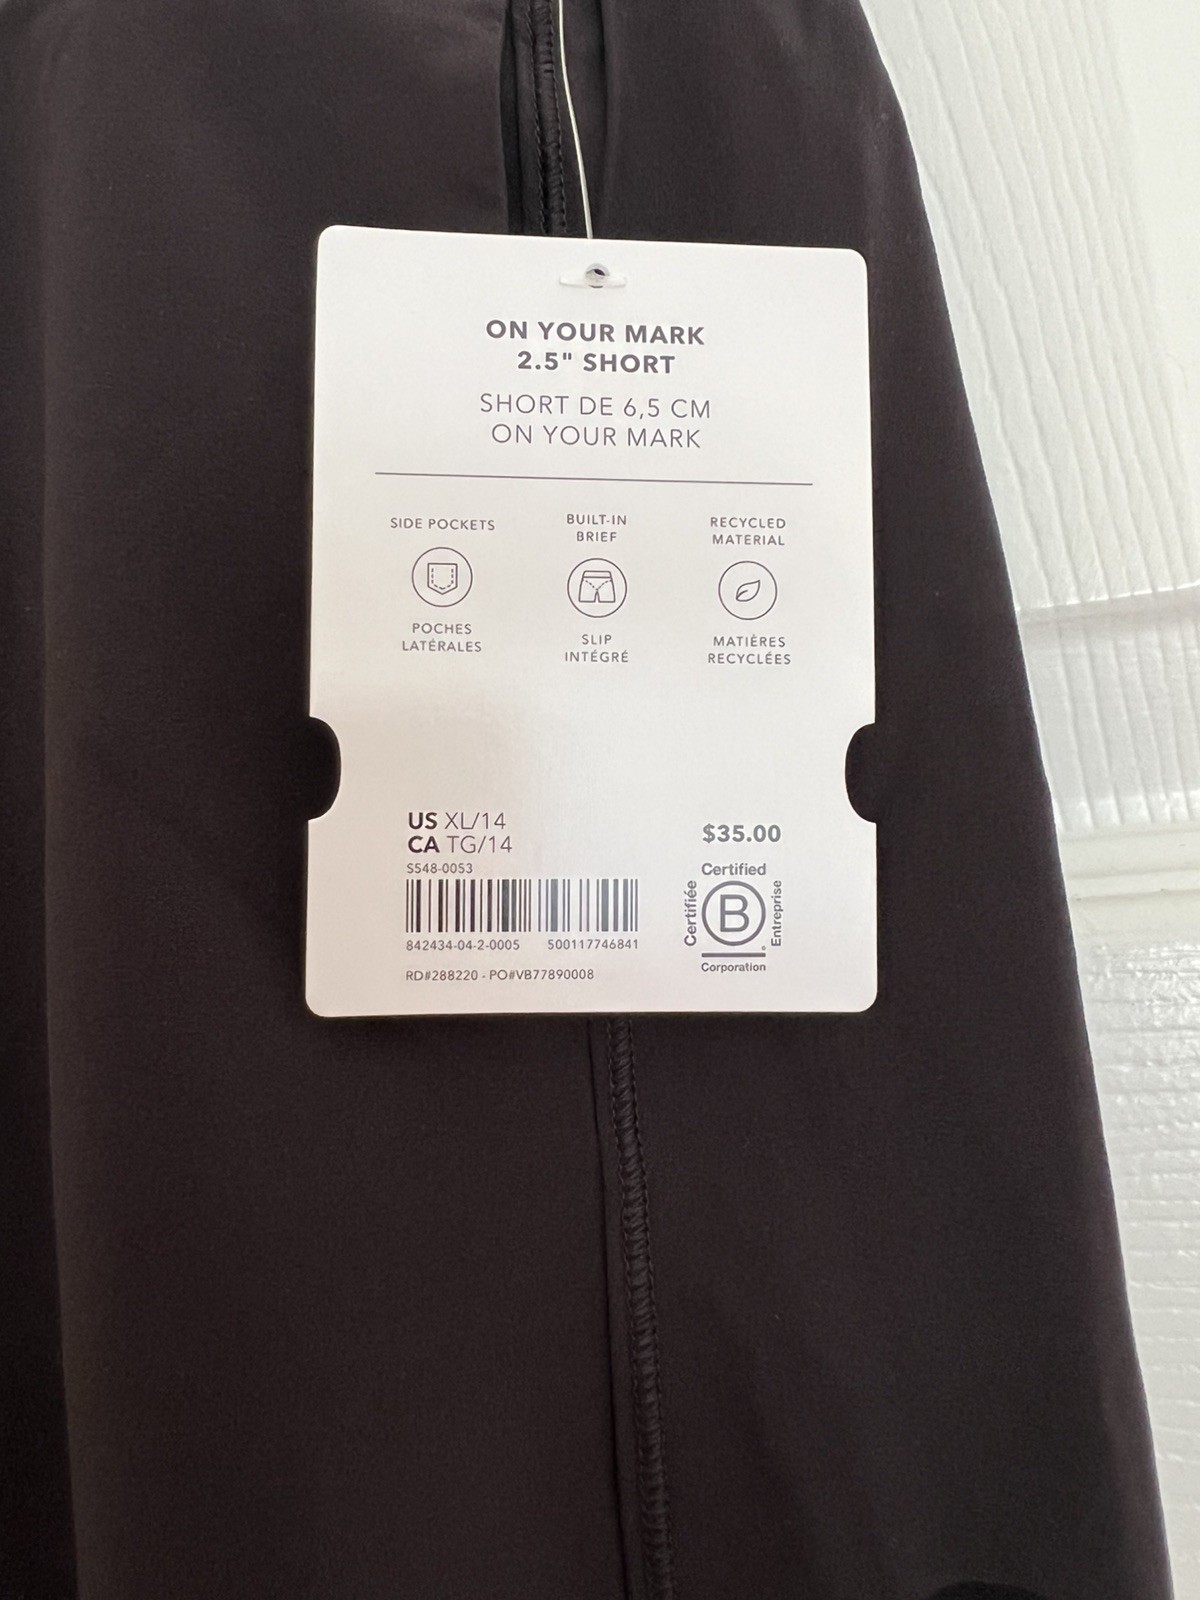 ON YOUR MARK
2.5" SHORT
SHORT DE 6,5 CM
ON YOUR MARK
SIDE POCKETS
POCHES
LATÉRALES
BUILT-IN
BRIEF
SLIP
INTÉGRÉ
RECYCLED
MATERIAL
MATIÈRES
RECYCLÉES
US XL/14
CA TG/14
S548-0053
842434-04-2-0005 500117746841
RD#288220 - PO#VB77890008
$35.00
Certified
Certifiée
B
Entreprise
Corporation